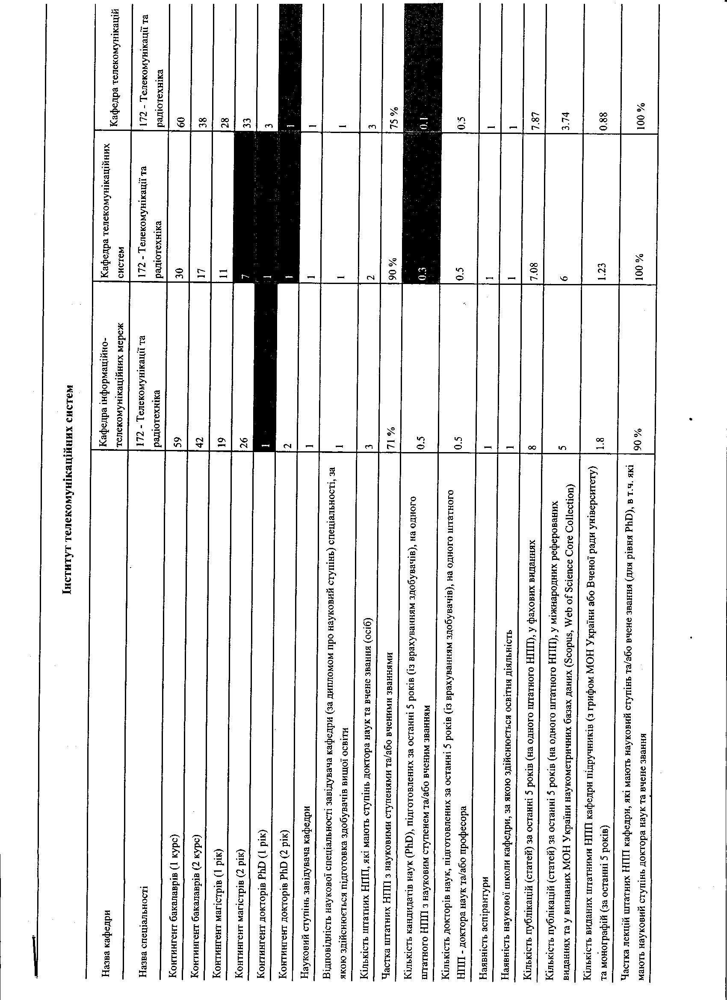 Інститут телекомунікаційних систем
Назва кафедри
Кафедра інформаційно-
телекомунікаційних мереж
Кафедра телекомунікаційних
систем
Кафедра телекомунікацій
Назва спеціальності
172 - Телекомунікації та
радіотехніка
172 - Телекомунікації та
радіотехніка
172 - Телекомунікації та
радіотехніка
Контингент бакалаврів (1 курс) 59 30 60
Контингент бакалаврів (2 курс) 42 17 38
Контингент магістрів (1 рік) 19 11 28
Контингент магістрів (2 рік) 26 7 33
Контингент докторів PhD (1 рік) 1 1 3
Контингент докторів PhD (2 рік) 2 1 1
Науковий ступінь завідувача кафедри 1 1 1
Відповідність наукової спеціальності завідувача кафедри (за дипломом про науковий ступінь) спеціальності, за
якою здійснюється підготовка здобувачів вищої освіти 1 1 1
Кількість штатних НПП, які мають ступінь доктора наук та вчене звання (осіб) 3 2 3
Частка штатних НПП з науковими ступенями та/або вченими званнями 71 % 90 % 75 %
Кількість кандидатів наук (PhD), підготовлених за останні 5 років (із врахуванням здобувачів), на одного
штатного НПП з науковим ступенем та/або вченим званням 0.5 0.3 0.1
Кількість докторів наук, підготовлених за останні 5 років (із врахуванням здобувачів), на одного штатного
НПП - доктора наук та/або професора 0.5 0.5 0.5
Наявність аспірантури 1 1 1
Наявність наукової школи кафедри, за якою здійснюється освітня діяльність 1 1 1
Кількість публікацій (статей) за останні 5 років (на одного штатного НПП), у фахових виданнях 8 7.08 7.87
Кількість публікацій (статей) за останні 5 років (на одного штатного НПП), у міжнародних реферованих
виданнях та у визнаних МОН України наукометричних базах даних (Scopus, Web of Science Core Collection) 5 6 3.74
Кількість виданих штатними НПП кафедри підручників (з грифом МОН України або Вченої ради університету)
та монографій (за останні 5 років) 1.8 1.23 0.88
Частка лекцій штатних НПП кафедри, які мають науковий ступінь та/або вчене звання (для рівня PhD), в т.ч. які
мають науковий ступінь доктора наук та вчене звання 90 % 100 % 100 %